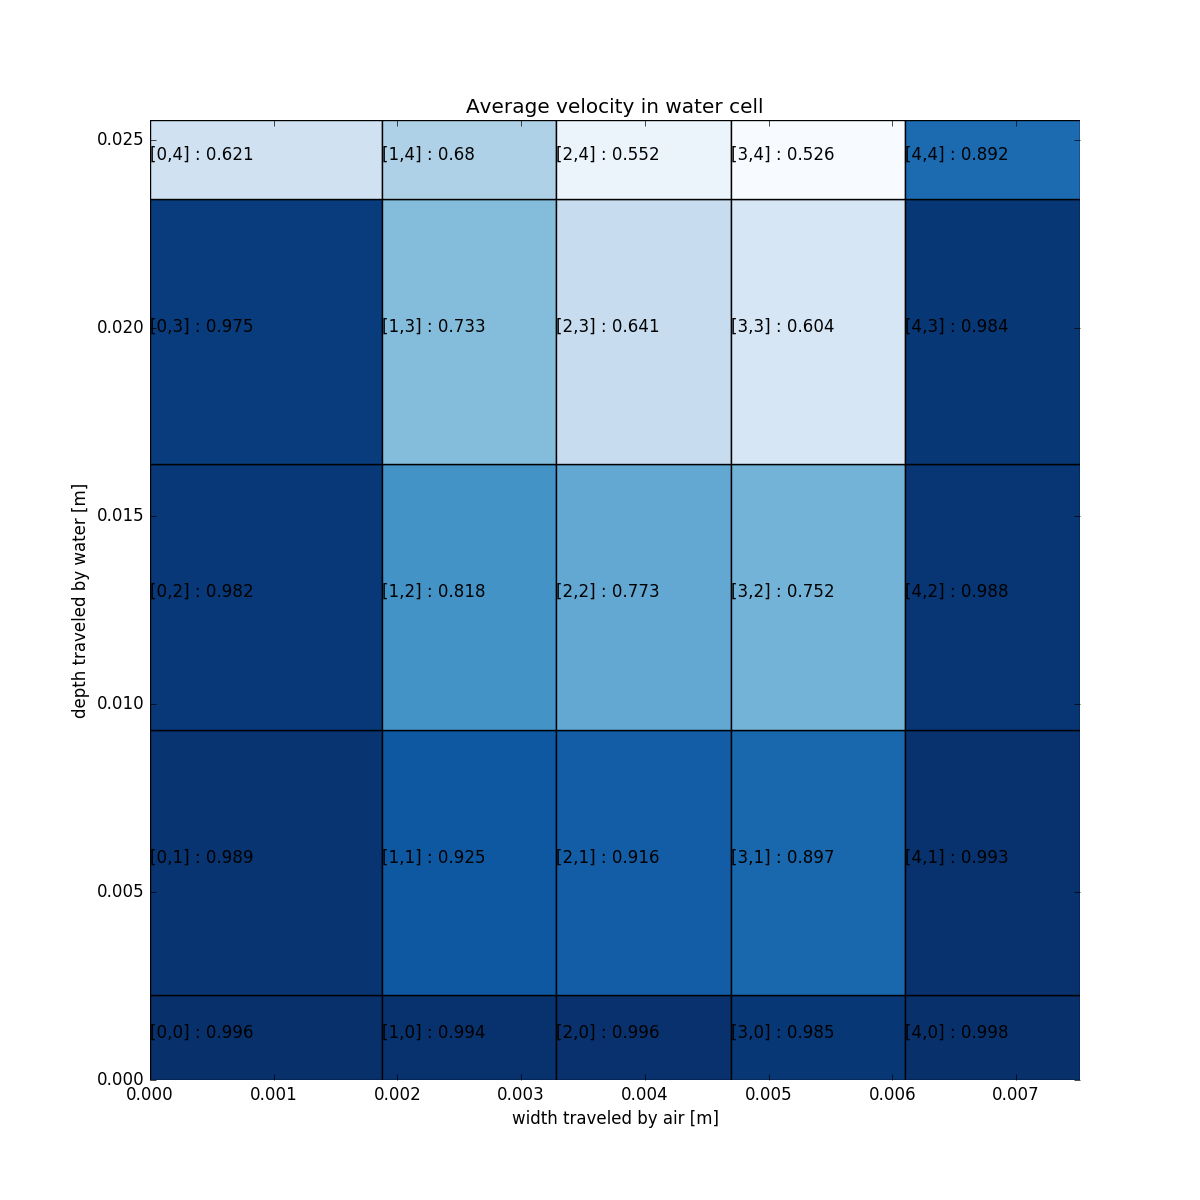 Average velocity in water cell
0.025
[0,4] : 0.621 [1,4] : 0.68 [2,4] : 0.552 [3,4] : 0.526 [4,4] : 0.892
0.020
[0,3] : 0.975 [1,3] : 0.733 [2,3] : 0.641 [3,3] : 0.604 [4,3] : 0.984
0.015
[0,2] : 0.982 [1,2] : 0.818 [2,2] : 0.773 [3,2] : 0.752 [4,2] : 0.988
depth traveled by water [m]
0.010
[0,1] : 0.989 [1,1] : 0.925 [2,1] : 0.916 [3,1] : 0.897 [4,1] : 0.993
0.005
[0,0] : 0.996 [1,0] : 0.994 [2,0] : 0.996 [3,0] : 0.985 [4,0] : 0.998
0.000
0.000 0.001 0.002 0.003 0.004 0.005 0.006 0.007
width traveled by air [m]